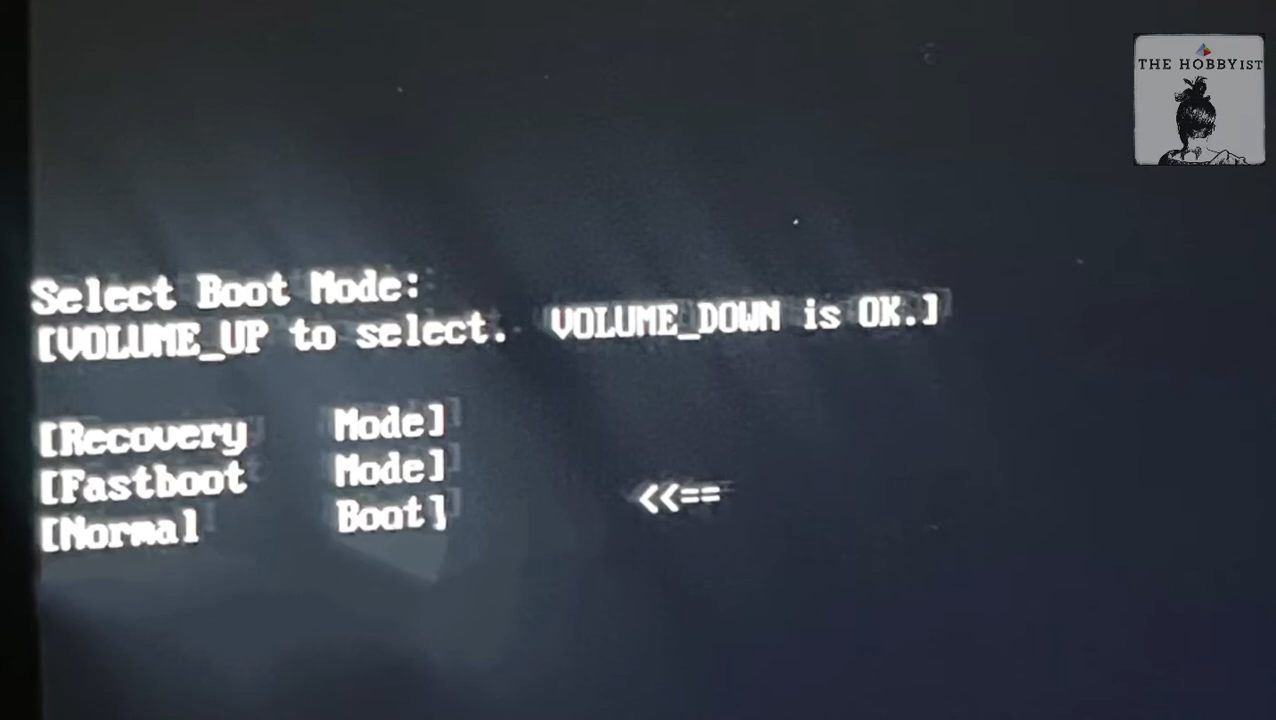 THE HOBBYIST
Select Boot Mode:
[VOLUME_UP to select. VOLUME_DOWN is OK.]
[Recovery Mode]
[Fastboot Mode]
[Normal Boot] <<==